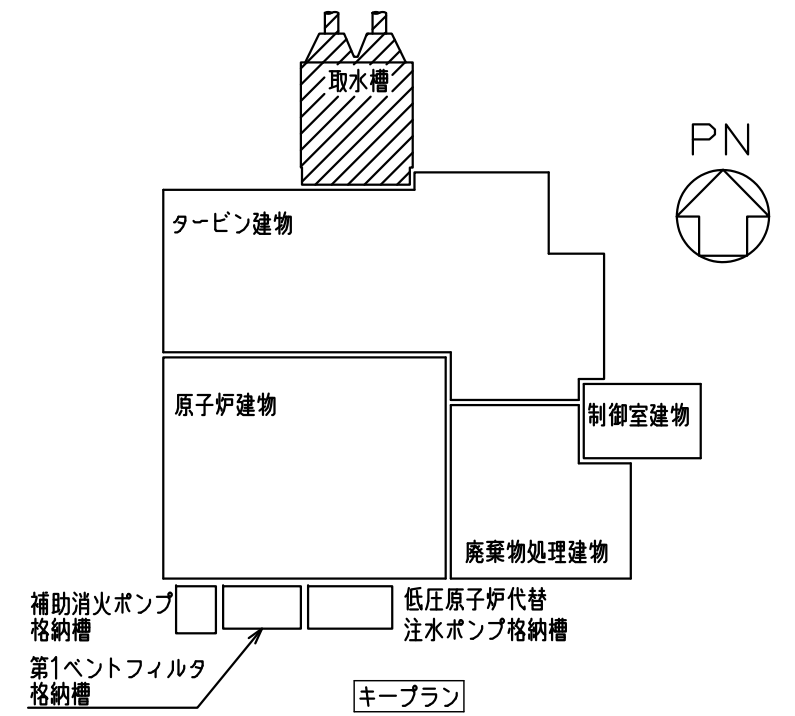 取水槽
PN
タービン建物
原子炉建物
制御室建物
廃棄物処理建物
補助消火ポンプ
格納槽
低圧原子炉代替
注水ポンプ格納槽
第1ベントフィルタ
格納槽
キープラン